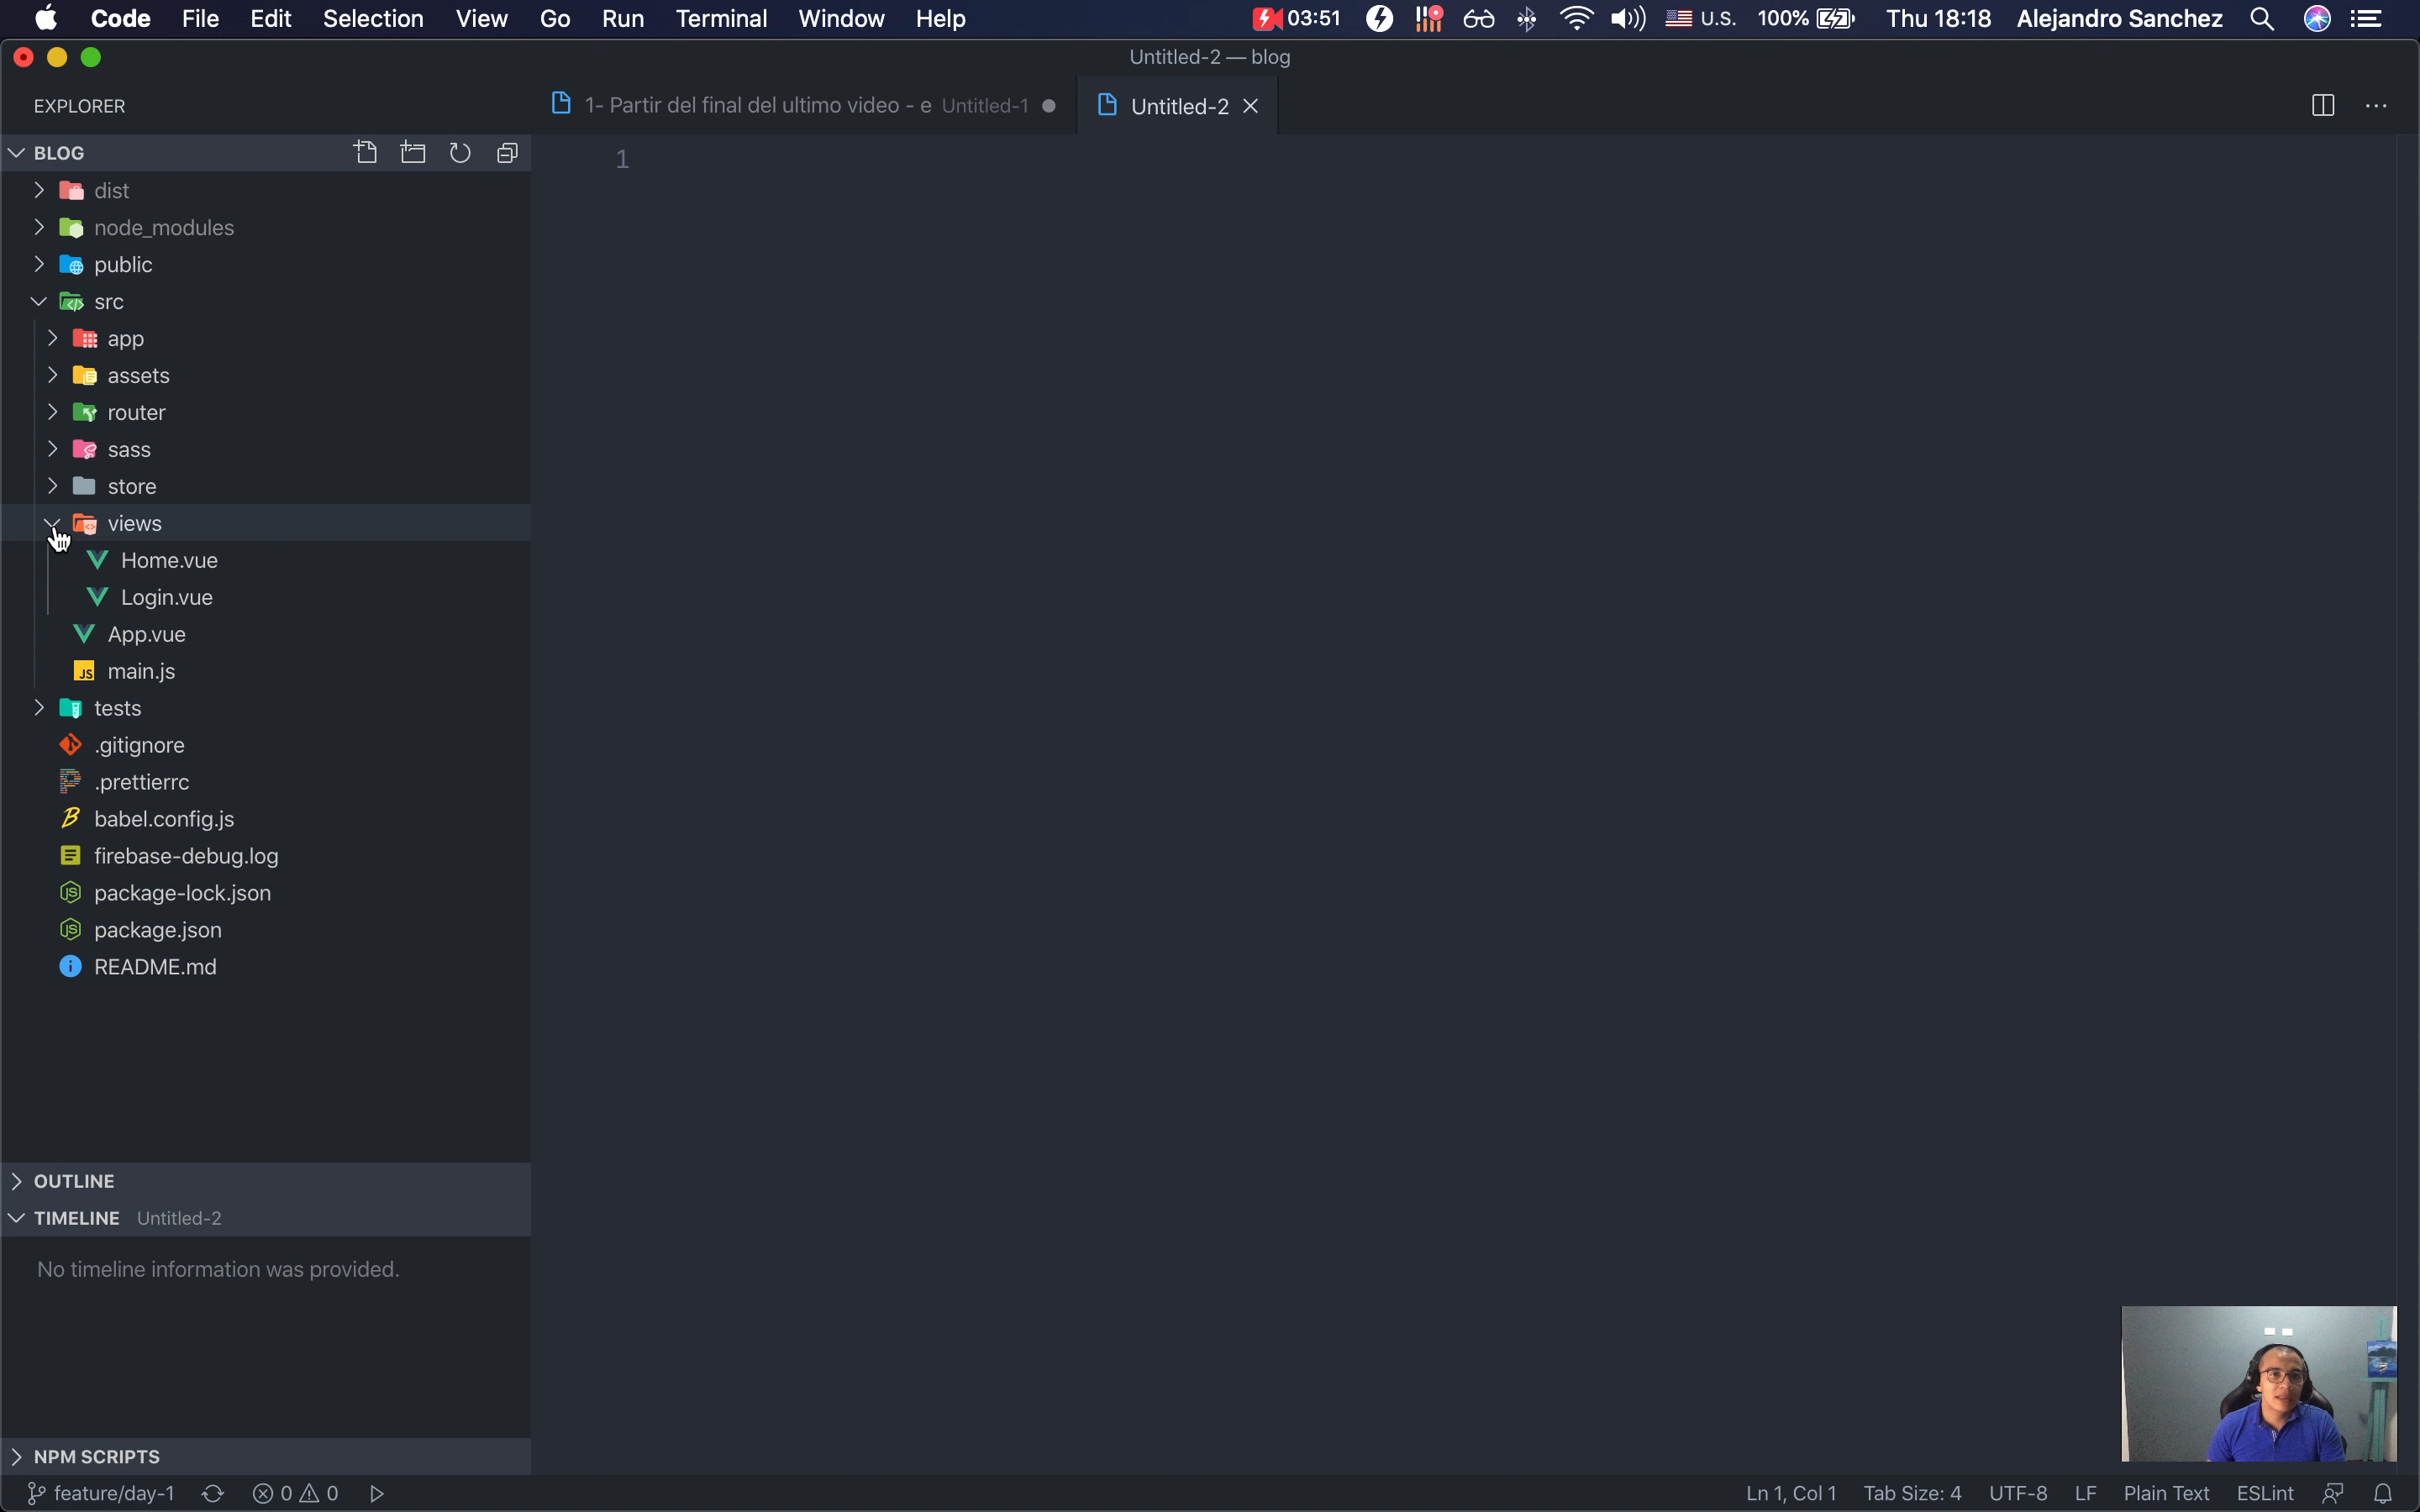 Code File Edit Selection View Go Run Terminal Window Help 03:51 U.S. 100% Thu 18:18 Alejandro Sanchez
Untitled-2 — blog
EXPLORER
1- Partir del final del ultimo video - e Untitled-1
Untitled-2
BLOG
1
dist
node_modules
public
src
app
assets
router
sass
store
views
Home.vue
Login.vue
App.vue
JS main.js
tests
.gitignore
.prettierrc
babel.config.js
firebase-debug.log
package-lock.json
package.json
README.md
OUTLINE
TIMELINE Untitled-2
No timeline information was provided.
NPM SCRIPTS
feature/day-1 0 0 Ln 1, Col 1 Tab Size: 4 UTF-8 LF Plain Text ESLint